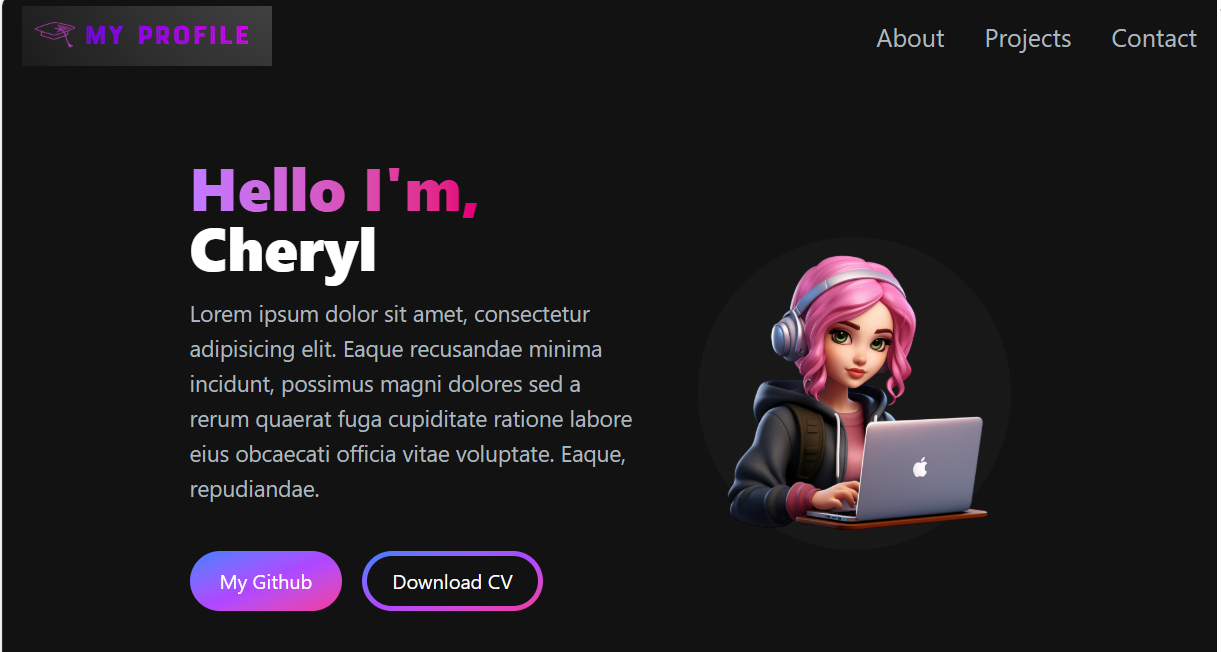 MY PROFILE
About Projects Contact
Hello I'm,
Cheryl
Lorem ipsum dolor sit amet, consectetur
adipisicing elit. Eaque recusandae minima
incidunt, possimus magni dolores sed a
rerum quaerat fuga cupiditate ratione labore
eius obcaecati officia vitae voluptate. Eaque,
repudiandae.
My Github Download CV